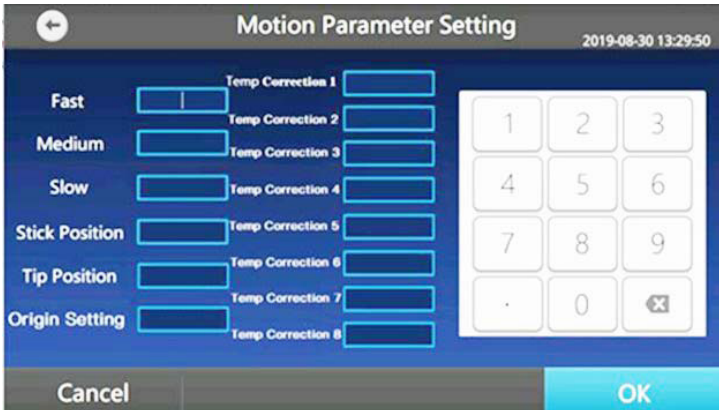 Motion Parameter Setting
2019-08-30 13:29:50
Fast
Medium
Slow
Stick Position
Tip Position
Origin Setting
Temp Correction 1
Temp Correction 2
Temp Correction 3
Temp Correction 4
Temp Correction 5
Temp Correction 6
Temp Correction 7
Temp Correction 8
1 2 3
4 5 6
7 8 9
. 0
Cancel
OK